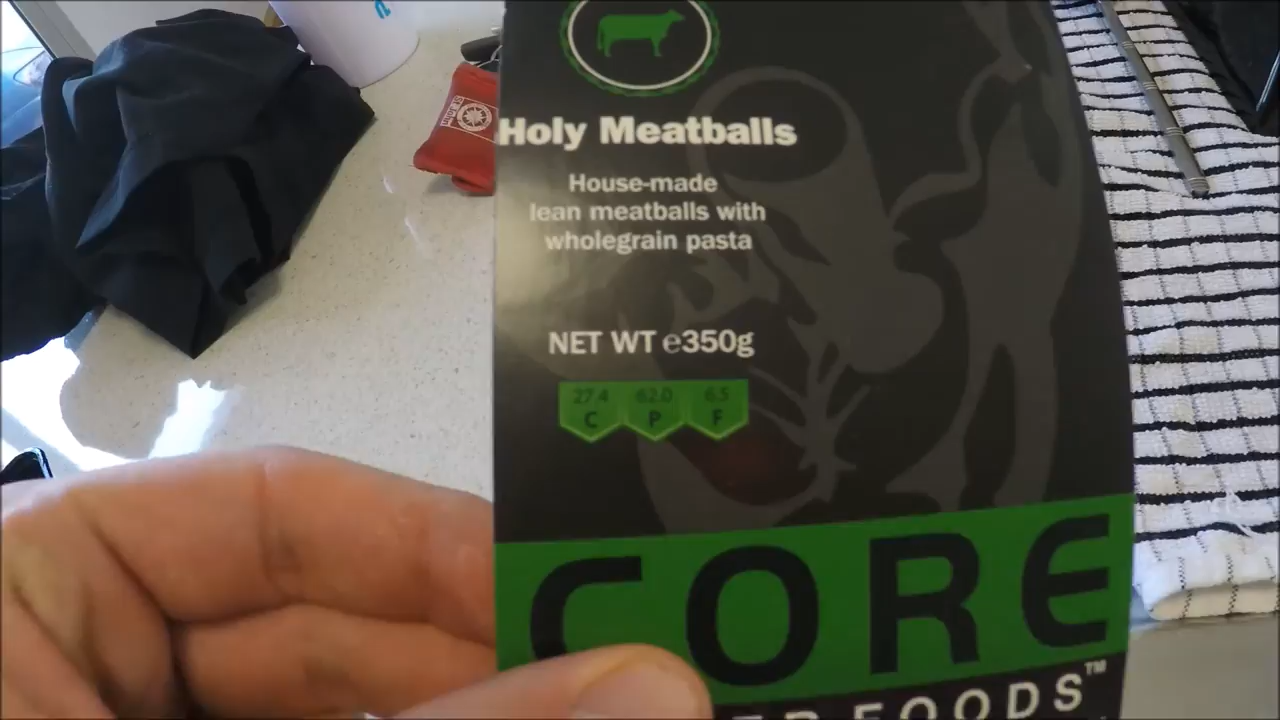 Holy Meatballs
House-made
lean meatballs with
wholegrain pasta
NET WT e350g
27.4 62.0 6.5
C P F
CORE
FOODS™